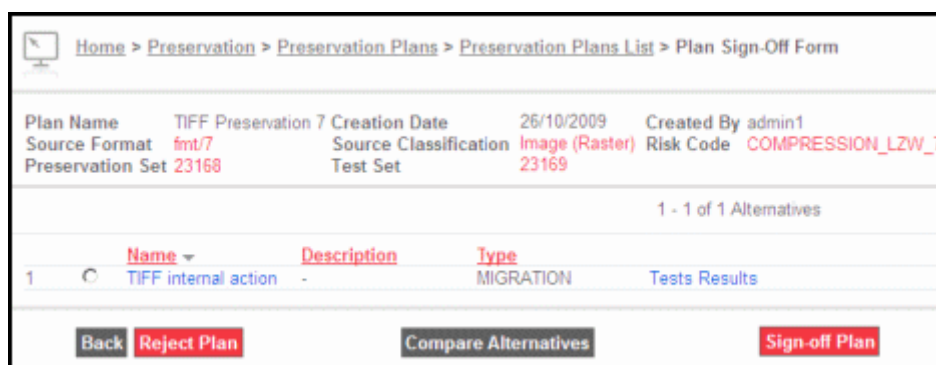 Home > Preservation > Preservation Plans > Preservation Plans List > Plan Sign-Off Form
Plan Name TIFF Preservation 7 Creation Date 26/10/2009 Created By admin1
Source Format fmt/7 Source Classification Image (Raster) Risk Code COMPRESSION_LZW_
Preservation Set 23168 Test Set 23169
1 - 1 of 1 Alternatives
Name Description Type
1 TIFF internal action - MIGRATION Tests Results
Back Reject Plan Compare Alternatives Sign-off Plan